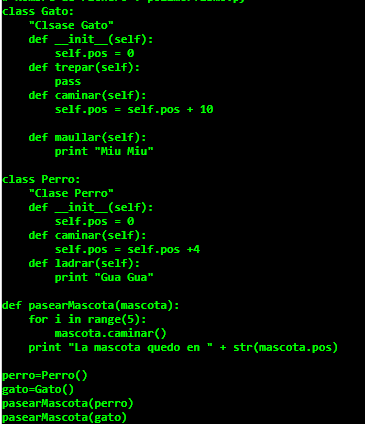 class Gato:
    "Clsase Gato"
    def __init__(self):
        self.pos = 0
    def trepar(self):
        pass
    def caminar(self):
        self.pos = self.pos + 10

    def maullar(self):
        print "Miu Miu"

class Perro:
    "Clase Perro"
    def __init__(self):
        self.pos = 0
    def caminar(self):
        self.pos = self.pos +4
    def ladrar(self):
        print "Gua Gua"

def pasearMascota(mascota):
    for i in range(5):
        mascota.caminar()
    print "La mascota quedo en " + str(mascota.pos)

perro=Perro()
gato=Gato()
pasearMascota(perro)
pasearMascota(gato)